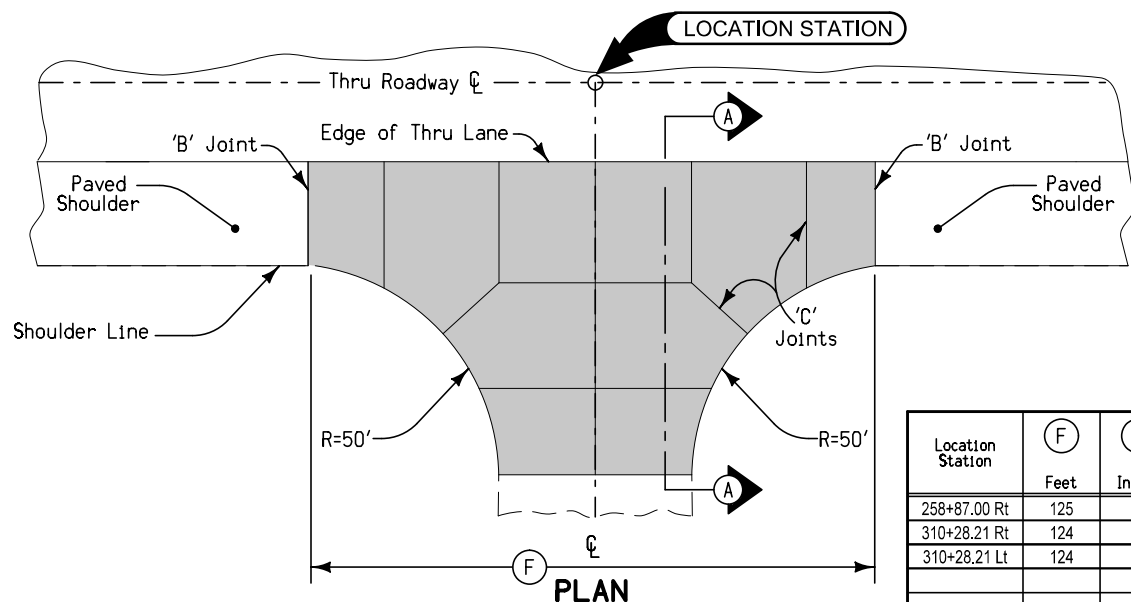 LOCATION STATION
Thru Roadway ℄
A
Edge of Thru Lane
'B' Joint
'B' Joint
Paved
Shoulder
Paved
Shoulder
Shoulder Line
'C'
Joints
R=50'
R=50'
A
℄
F
PLAN
Location
Station
F
Feet
258+87.00 Rt 125
310+28.21 Rt 124
310+28.21 Lt 124